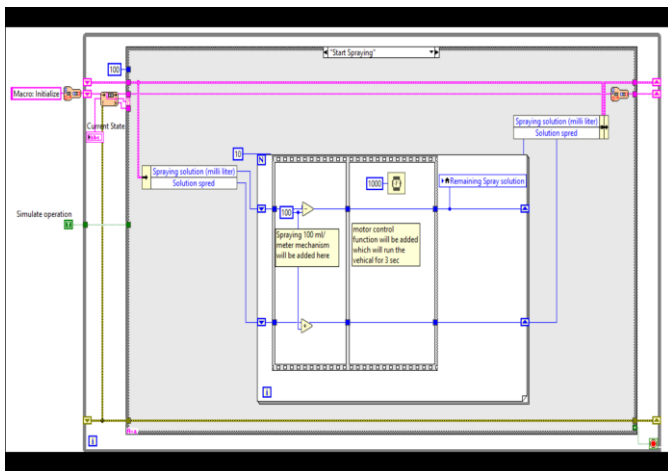 "Start Spraying"
100
Macro: Initialize
Current State
abc
Spraying solution (milli liter)
Solution spred
10
N
Spraying solution (milli liter)
Solution spred
1000
Remaining Spray solution
Simulate operation
100
Spraying 100 ml/
meter mechanism
will be added here
motor control
function will be added
which will run the
vehical for 3 sec
i
i